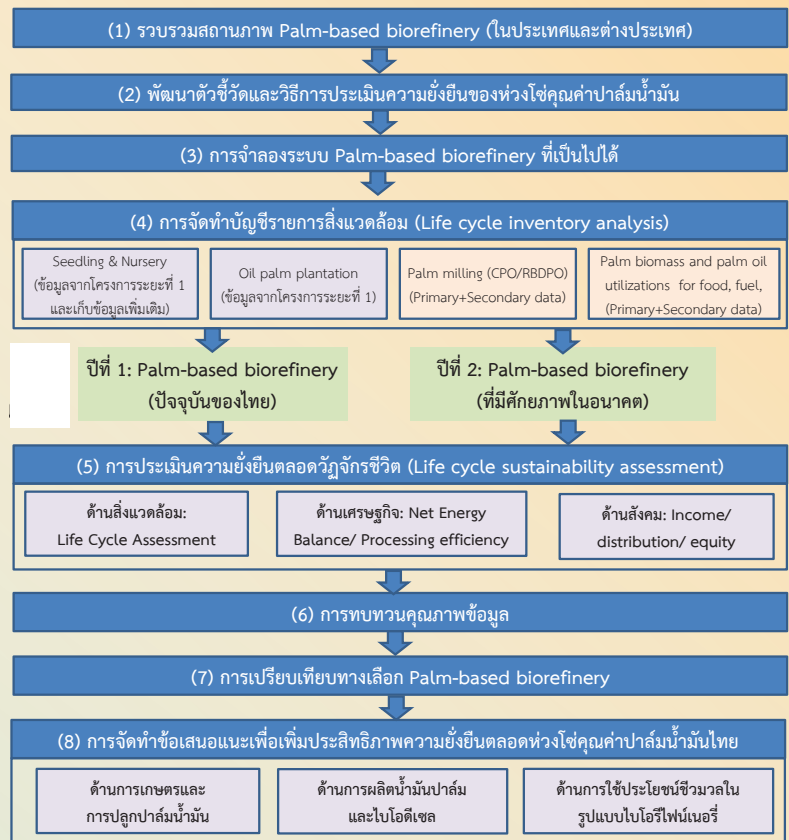 (1) รวบรวมสถานภาพ Palm-based biorefinery (ในประเทศและต่างประเทศ)
(2) พัฒนาตัวชี้วัดและวิธีการประเมินความยั่งยืนของห่วงโซ่คุณค่าปาล์มน้ำมัน
(3) การจำลองระบบ Palm-based biorefinery ที่เป็นไปได้
(4) การจัดทำบัญชีรายการสิ่งแวดล้อม (Life cycle inventory analysis)
Seedling & Nursery
(ข้อมูลจากโครงการระยะที่ 1
และเก็บข้อมูลเพิ่มเติม)
Oil palm plantation
(ข้อมูลจากโครงการระยะที่ 1)
Palm milling (CPO/RBDPO)
(Primary+Secondary data)
Palm biomass and palm oil
utilizations for food, fuel,
(Primary+Secondary data)
ปีที่ 1: Palm-based biorefinery
(ปัจจุบันของไทย)
ปีที่ 2: Palm-based biorefinery
(ที่มีศักยภาพในอนาคต)
(5) การประเมินความยั่งยืนตลอดวัฏจักรชีวิต (Life cycle sustainability assessment)
ด้านสิ่งแวดล้อม:
Life Cycle Assessment
ด้านเศรษฐกิจ: Net Energy
Balance/ Processing efficiency
ด้านสังคม: Income/
distribution/ equity
(6) การทบทวนคุณภาพข้อมูล
(7) การเปรียบเทียบทางเลือก Palm-based biorefinery
(8) การจัดทำข้อเสนอแนะเพื่อเพิ่มประสิทธิภาพความยั่งยืนตลอดห่วงโซ่คุณค่าปาล์มน้ำมันไทย
ด้านการเกษตรและ
การปลูกปาล์มน้ำมัน
ด้านการผลิตน้ำมันปาล์ม
และไบโอดีเซล
ด้านการใช้ประโยชน์ชีวมวลใน
รูปแบบไบโอรีไฟน์เนอรี่